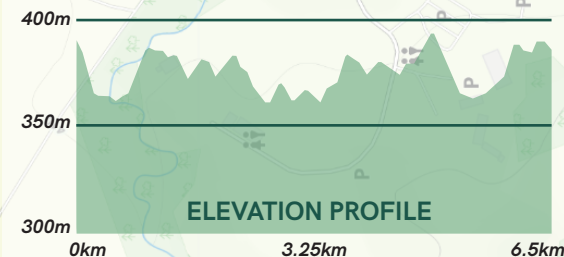 400m
P
P
P
350m
P
ELEVATION PROFILE
300m
0km 3.25km 6.5km